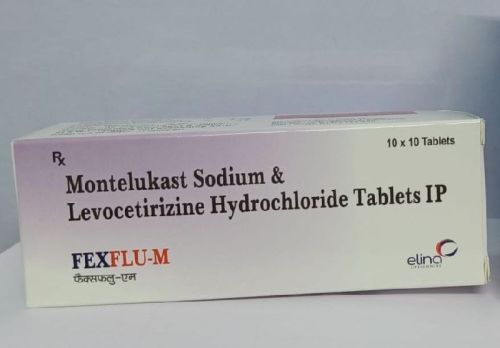 Rx
10 x 10 Tablets
Montelukast Sodium &
Levocetirizine Hydrochloride Tablets IP
FEXFLU-M
फैक्सफ्लु-एम
elina